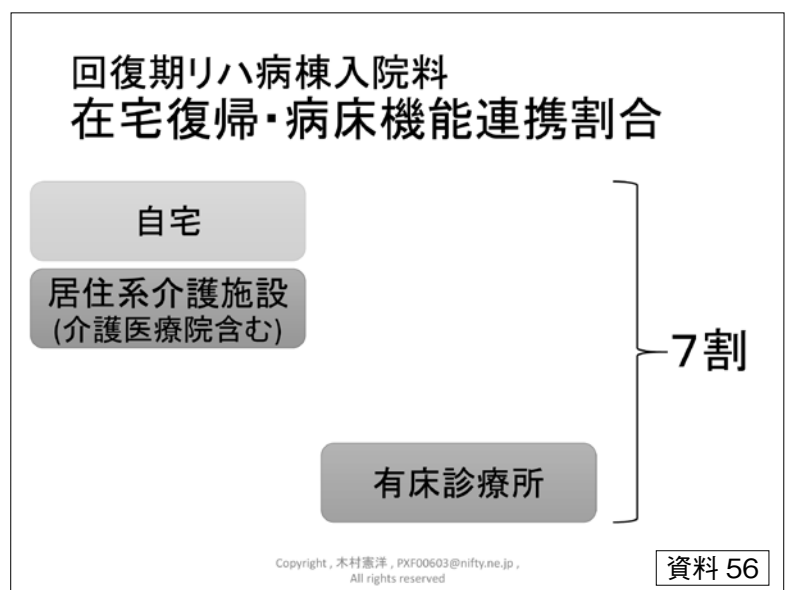 回復期リハ病棟入院料
在宅復帰・病床機能連携割合
自宅
居住系介護施設
(介護医療院含む)
7割
有床診療所
Copyright , 木村憲洋 , PXF00603@nifty.ne.jp ,
All rights reserved
資料 56